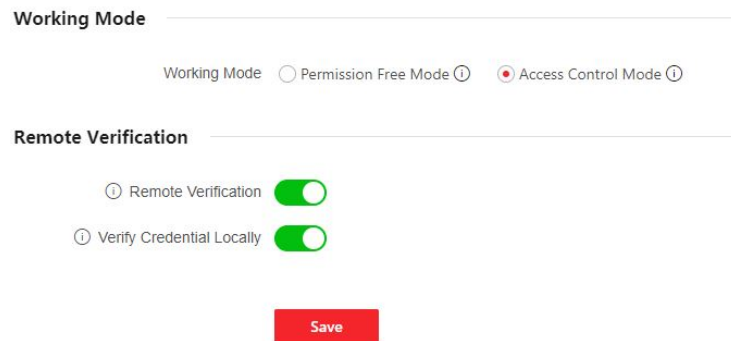 Working Mode
Working Mode Permission Free Mode Access Control Mode
Remote Verification
Remote Verification
Verify Credential Locally
Save